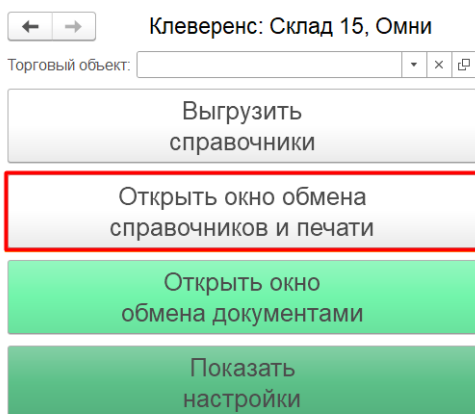 Клеверенс: Склад 15, Омни
Торговый объект:
Выгрузить
справочники
Открыть окно обмена
справочников и печати
Открыть окно
обмена документами
Показать
настройки